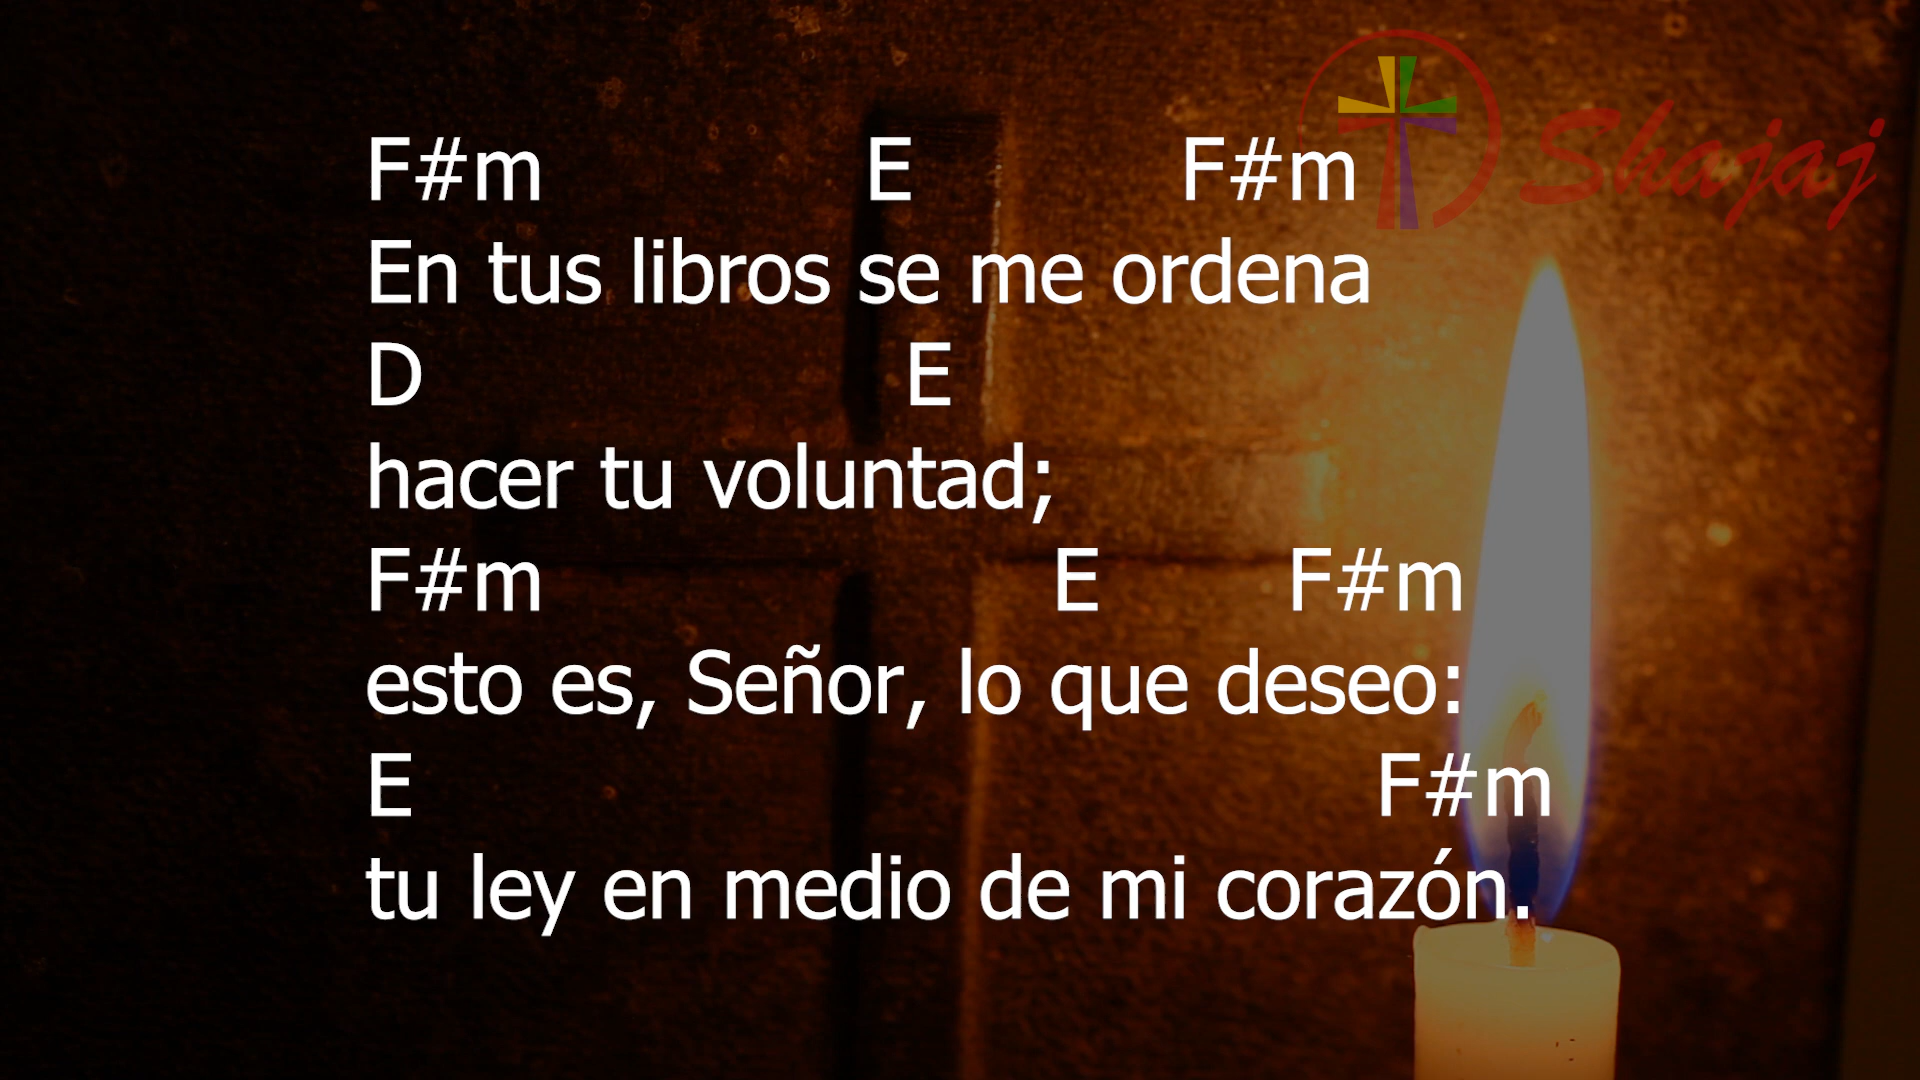 Shajaj
F#m E F#m
En tus libros se me ordena
D E
hacer tu voluntad;
F#m E F#m
esto es, Señor, lo que deseo:
E F#m
tu ley en medio de mi corazón.